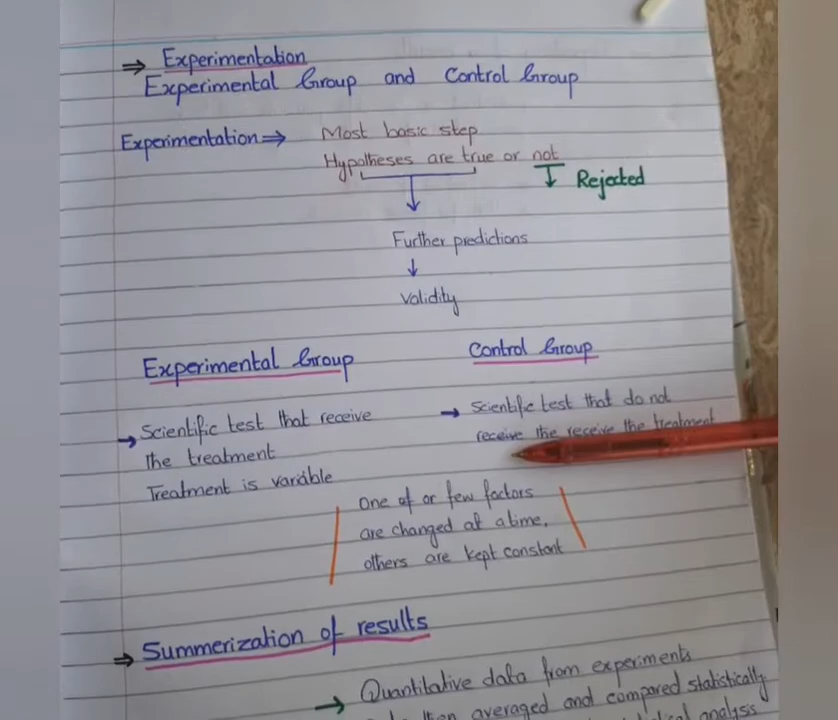 ⇒ Experimentation
Experimental Group and Control Group
Experimentation ⇒ Most basic step
Hypotheses are true or not
↓ Rejected
↓
Further predictions
↓
validity
Experimental Group
→ Scientific test that receive
the treatment
Treatment is variable
Control Group
→ Scientific test that do not
receive the receive the treatment
One of or few factors
are changed at a time,
others are kept constant
⇒ Summerization of results
→ Quantitative data from experiments
averaged and compared statistically
analysis